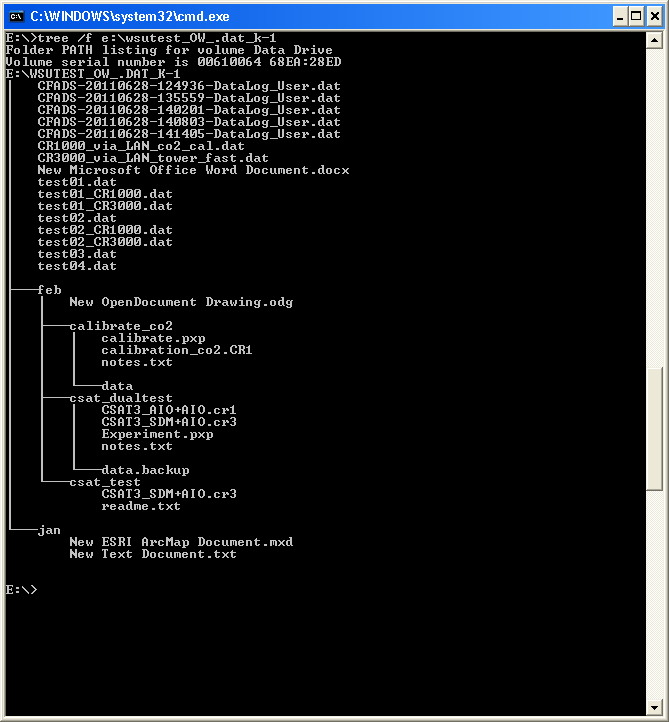 C:\WINDOWS\system32\cmd.exe
E:\>tree /f e:\wsutest_OW_.dat_k-1
Folder PATH listing for volume Data Drive
Volume serial number is 00610064 68EA:28ED
E:\WSUTEST_OW_.DAT_K-1
CFADS-20110628-124936-DataLog_User.dat
CFADS-20110628-135559-DataLog_User.dat
CFADS-20110628-140201-DataLog_User.dat
CFADS-20110628-140803-DataLog_User.dat
CFADS-20110628-141405-DataLog_User.dat
CR1000_via_LAN_co2_cal.dat
CR3000_via_LAN_tower_fast.dat
New Microsoft Office Word Document.docx
test01.dat
test01_CR1000.dat
test01_CR3000.dat
test02.dat
test02_CR1000.dat
test02_CR3000.dat
test03.dat
test04.dat
feb
New OpenDocument Drawing.odg
calibrate_co2
calibrate.pxp
calibration_co2.CR1
notes.txt
data
csat_dualtest
CSAT3_AIO+AIO.cr1
CSAT3_SDM+AIO.cr3
Experiment.pxp
notes.txt
data.backup
csat_test
CSAT3_SDM+AIO.cr3
readme.txt
jan
New ESRI ArcMap Document.mxd
New Text Document.txt
E:\>